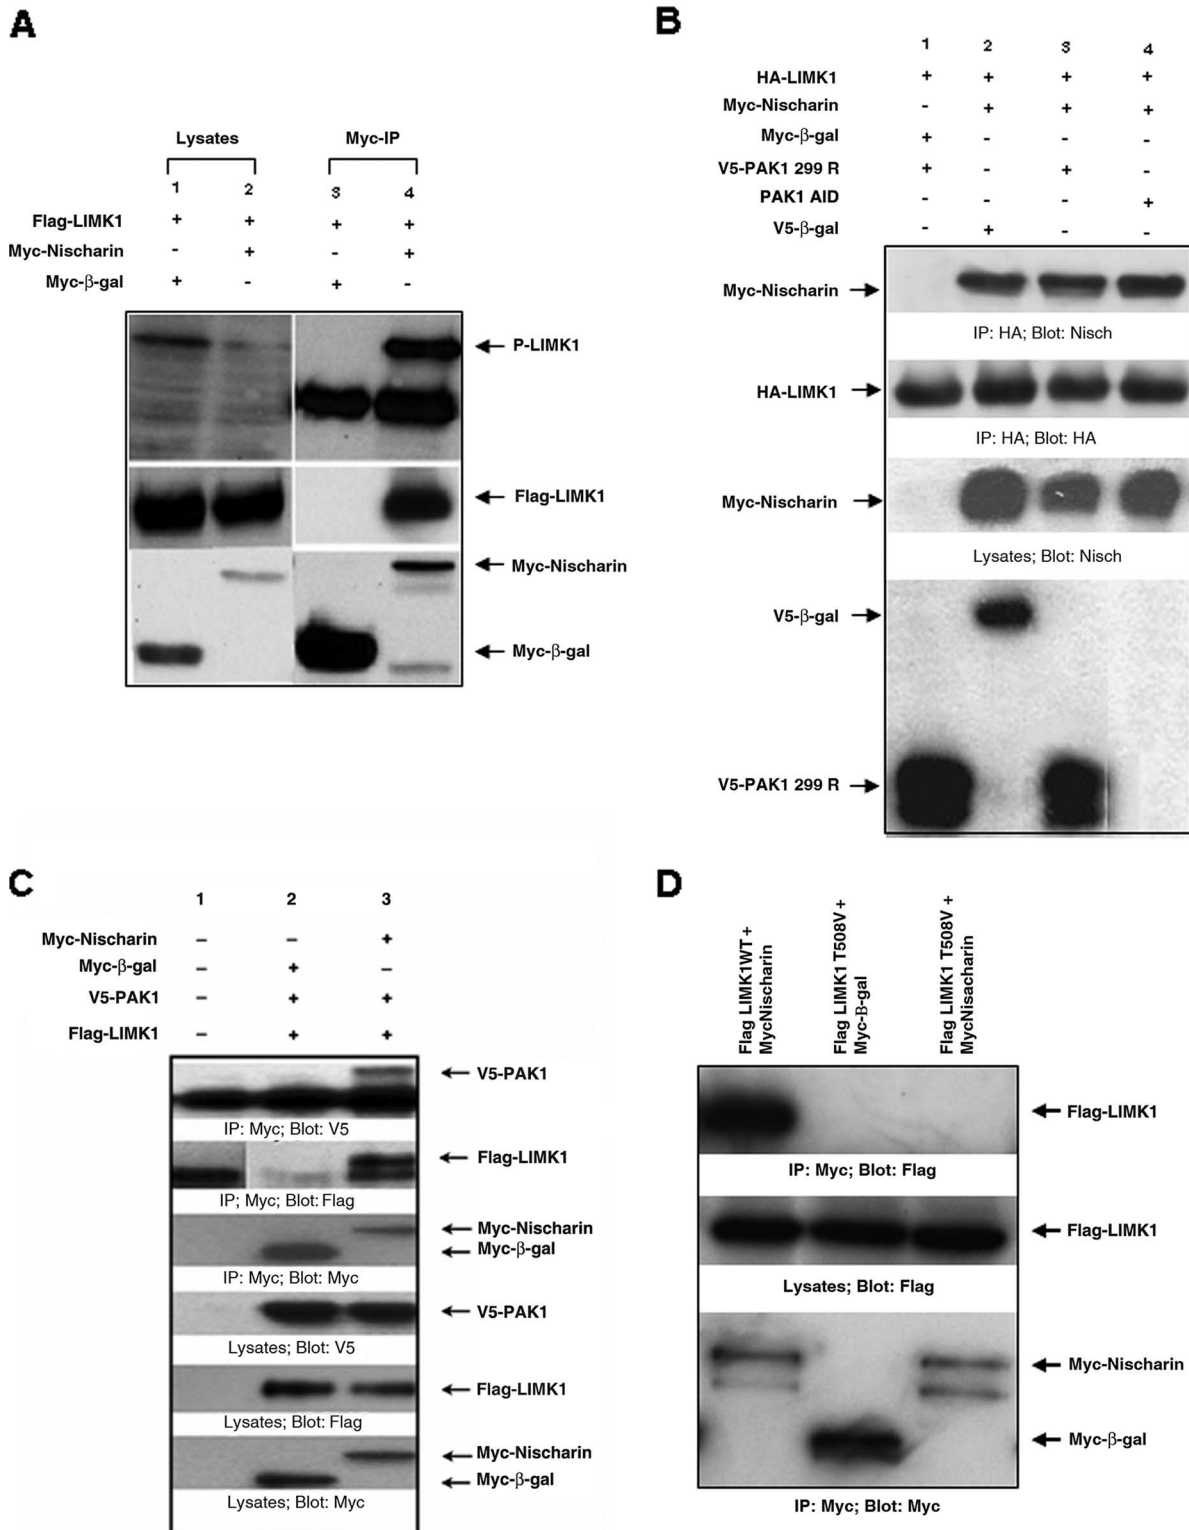 A
Lysates Myc-IP
1 2 3 4
Flag-LIMK1 + + + +
Myc-Nischarin - + - +
Myc-β-gal + - + -
P-LIMK1
Flag-LIMK1
Myc-Nischarin
Myc-β-gal
B
1 2 3 4
HA-LIMK1 + + + +
Myc-Nischarin - + + +
Myc-β-gal + - - -
V5-PAK1 299 R + - + -
PAK1 AID - - - +
V5-β-gal - + - -
Myc-Nischarin
IP: HA; Blot: Nisch
HA-LIMK1
IP: HA; Blot: HA
Myc-Nischarin
Lysates; Blot: Nisch
V5-β-gal
V5-PAK1 299 R
C
1 2 3
Myc-Nischarin – – +
Myc-β-gal – + –
V5-PAK1 – + +
Flag-LIMK1 – + +
V5-PAK1
IP: Myc; Blot: V5
Flag-LIMK1
IP; Myc; Blot: Flag
Myc-Nischarin
Myc-β-gal
IP: Myc; Blot: Myc
V5-PAK1
Lysates; Blot: V5
Flag-LIMK1
Lysates; Blot: Flag
Myc-Nischarin
Myc-β-gal
Lysates; Blot: Myc
D
Flag LIMK1WT +
MycNischarin
Flag LIMK1 T508V +
Myc-B-gal
Flag LIMK1 T508V +
MycNisacharin
Flag-LIMK1
IP: Myc; Blot: Flag
Flag-LIMK1
Lysates; Blot: Flag
Myc-Nischarin
Myc-β-gal
IP: Myc; Blot: Myc